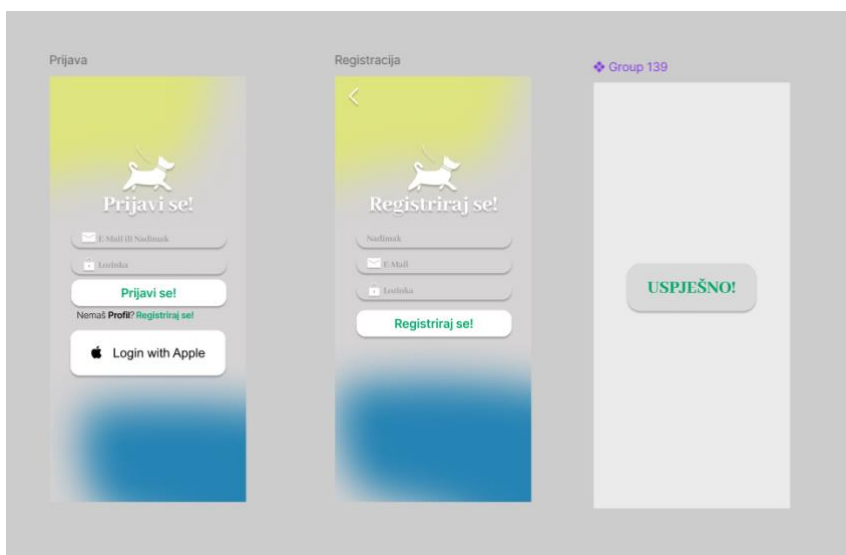 Prijava
Prijavi se!
E-Mail ili Nadimak
Lozinka
Prijavi se!
Nemaš Profil? Registriraj se!
Login with Apple
Registracija
Registriraj se!
Nadimak
E-Mail
Lozinka
Registriraj se!
Group 139
USPJEŠNO!